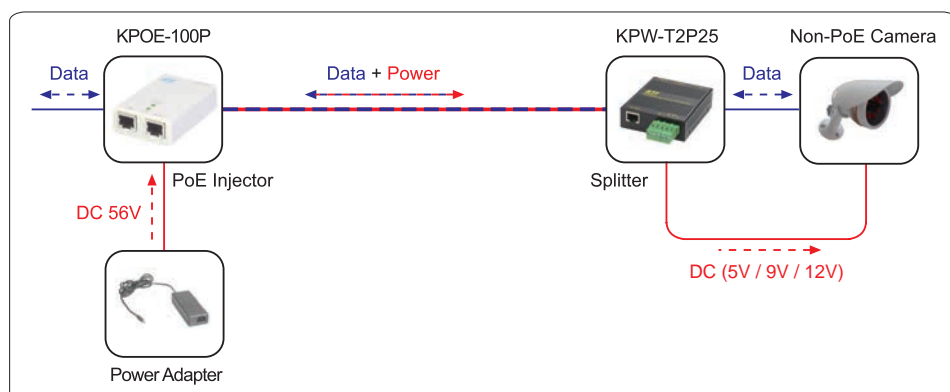 KPOE-100P
KPW-T2P25
Non-PoE Camera
Data
Data + Power
Data
PoE Injector
Splitter
DC 56V
DC (5V / 9V / 12V)
Power Adapter